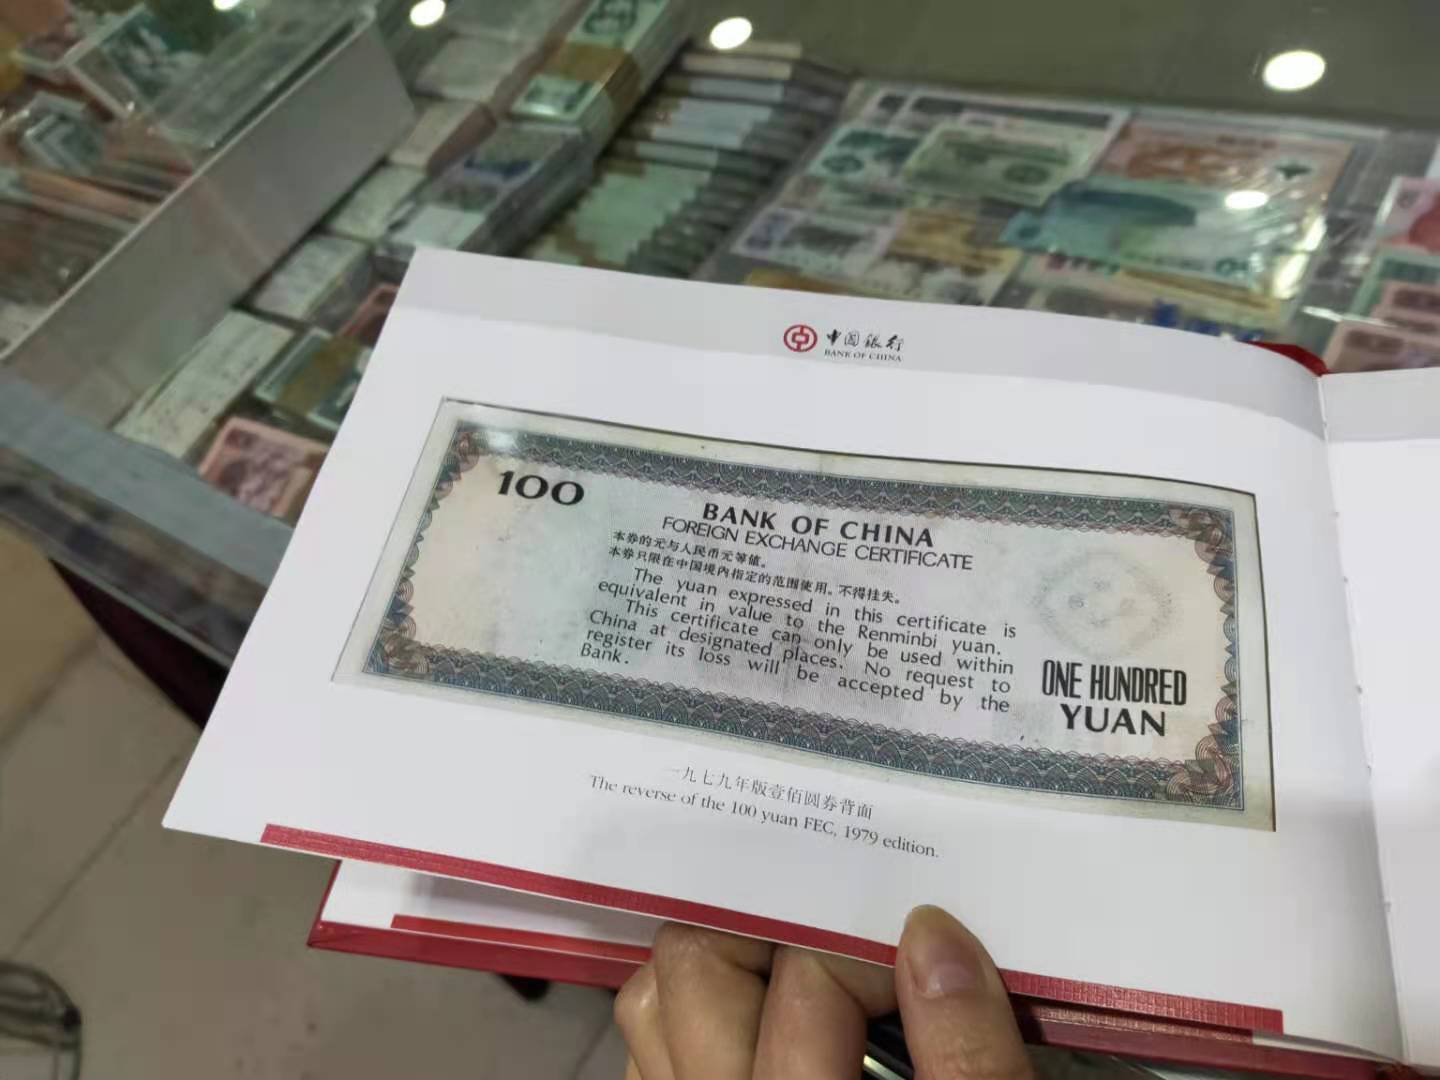 中国银行
BANK OF CHINA
100
BANK OF CHINA
FOREIGN EXCHANGE CERTIFICATE
本券的元与人民币元等值。
本券只限在中国境内指定的范围使用，不得挂失。
The yuan expressed in this certificate is
equivalent in value to the Renminbi yuan.
This certificate can only be used within
China at designated places. No request to
register its loss will be accepted by the
Bank.
ONE HUNDRED
YUAN
一九七九年版壹佰圆券背面
The reverse of the 100 yuan FEC, 1979 edition.